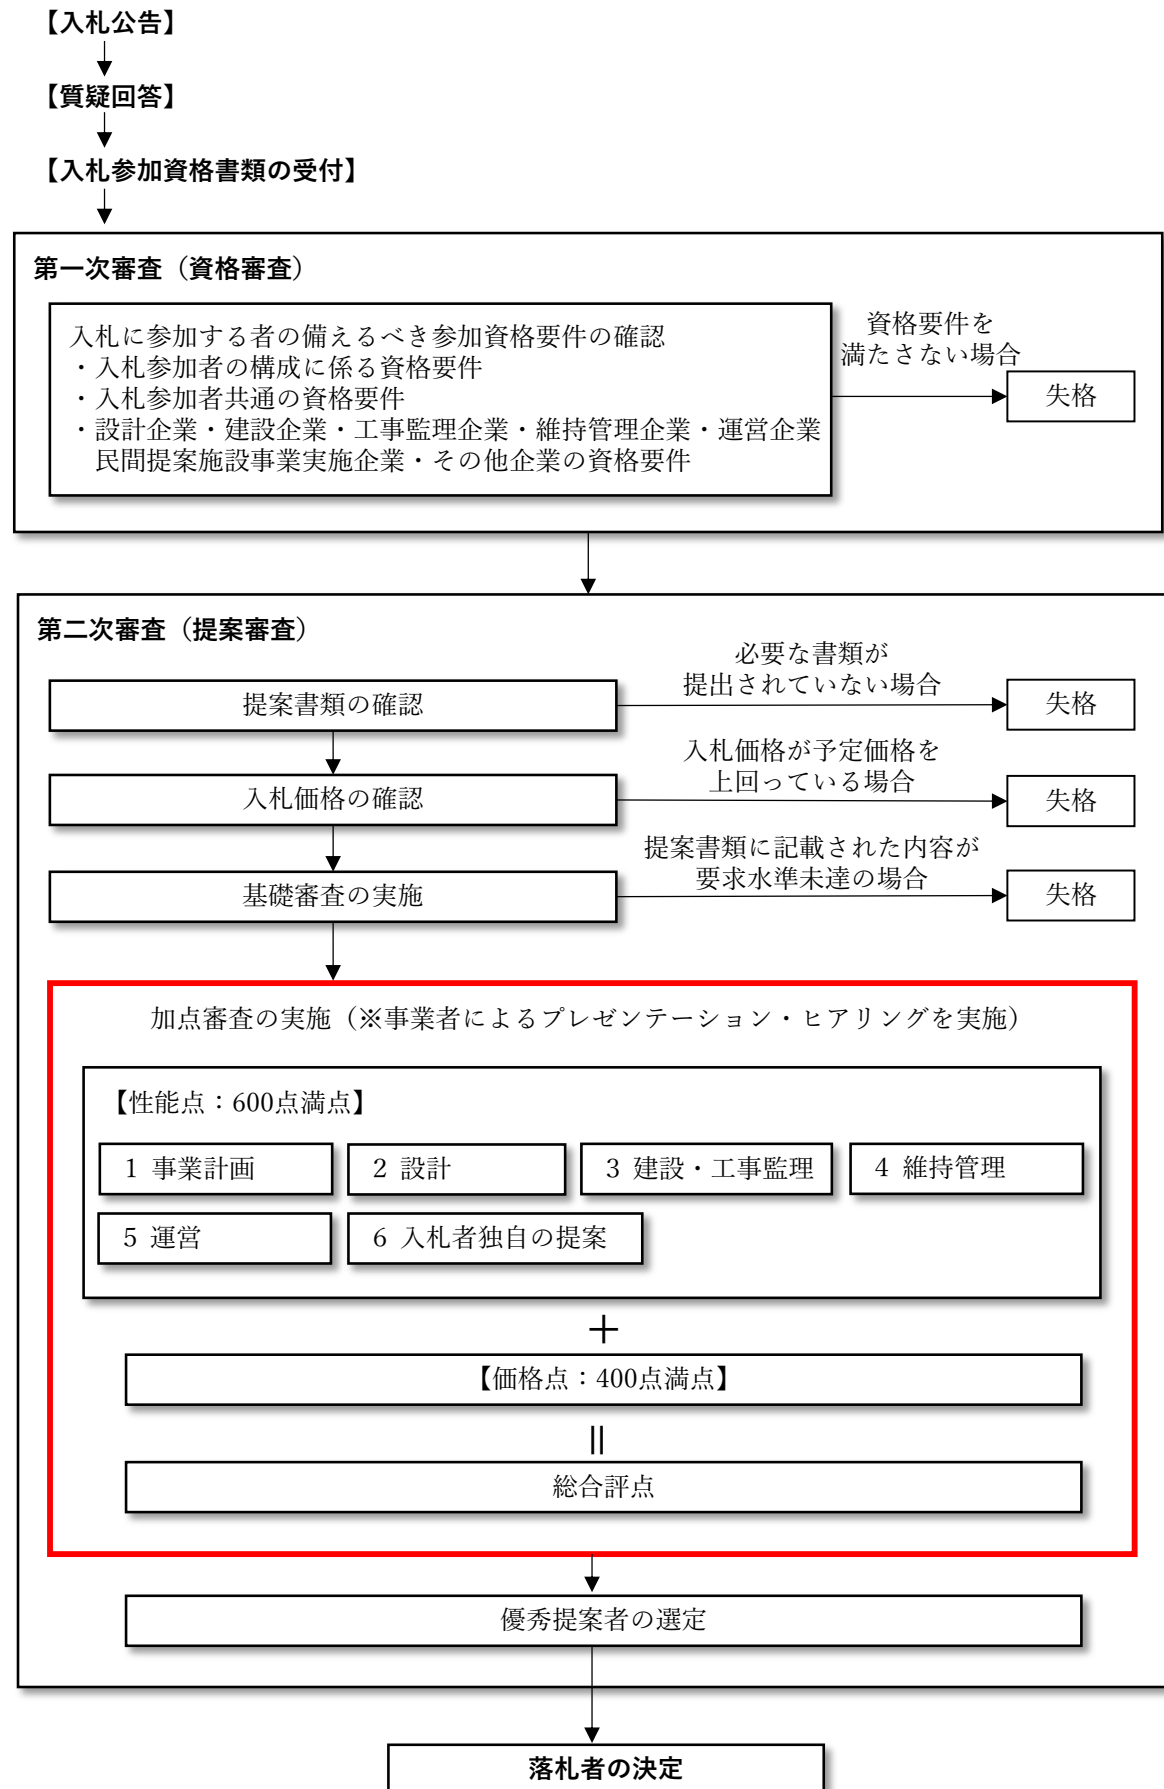 【入札公告】
【質疑回答】
【入札参加資格書類の受付】
第一次審査（資格審査）
入札に参加する者の備えるべき参加資格要件の確認
・入札参加者の構成に係る資格要件
・入札参加者共通の資格要件
・設計企業・建設企業・工事監理企業・維持管理企業・運営企業
民間提案施設事業実施企業・その他企業の資格要件
資格要件を
満たさない場合
失格
第二次審査（提案審査）
提案書類の確認
必要な書類が
提出されていない場合
失格
入札価格の確認
入札価格が予定価格を
上回っている場合
失格
基礎審査の実施
提案書類に記載された内容が
要求水準未達の場合
失格
加点審査の実施（※事業者によるプレゼンテーション・ヒアリングを実施）
【性能点：600点満点】
1 事業計画
2 設計
3 建設・工事監理
4 維持管理
5 運営
6 入札者独自の提案
＋
【価格点：400点満点】
＝
総合評点
優秀提案者の選定
落札者の決定